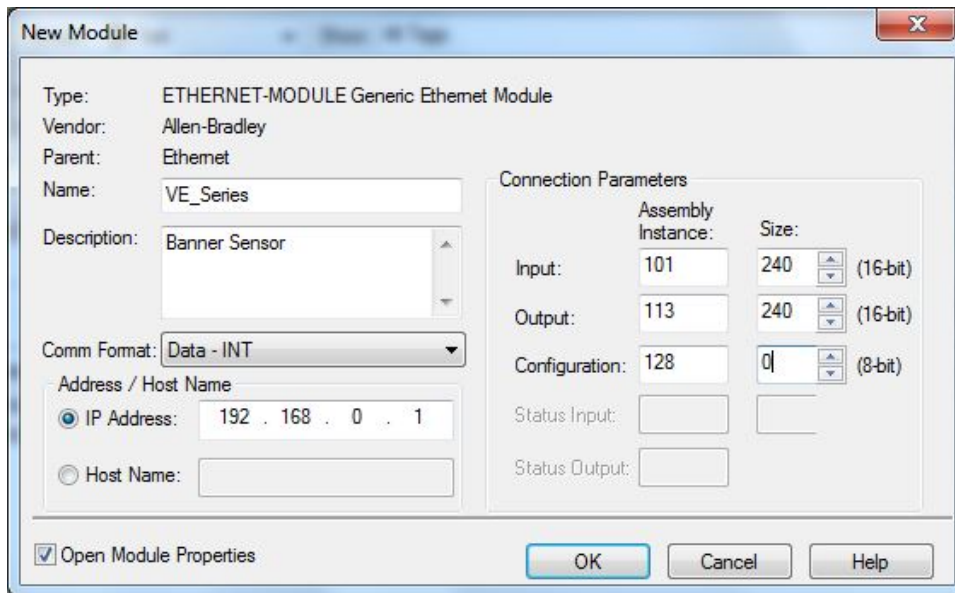 New Module
Type: ETHERNET-MODULE Generic Ethernet Module
Vendor: Allen-Bradley
Parent: Ethernet
Name: VE_Series
Description: Banner Sensor
Comm Format: Data - INT
Address / Host Name
IP Address: 192 . 168 . 0 . 1
Host Name:
Connection Parameters
Assembly Instance: Size:
Input: 101 240 (16-bit)
Output: 113 240 (16-bit)
Configuration: 128 0 (8-bit)
Status Input:
Status Output:
Open Module Properties
OK Cancel Help